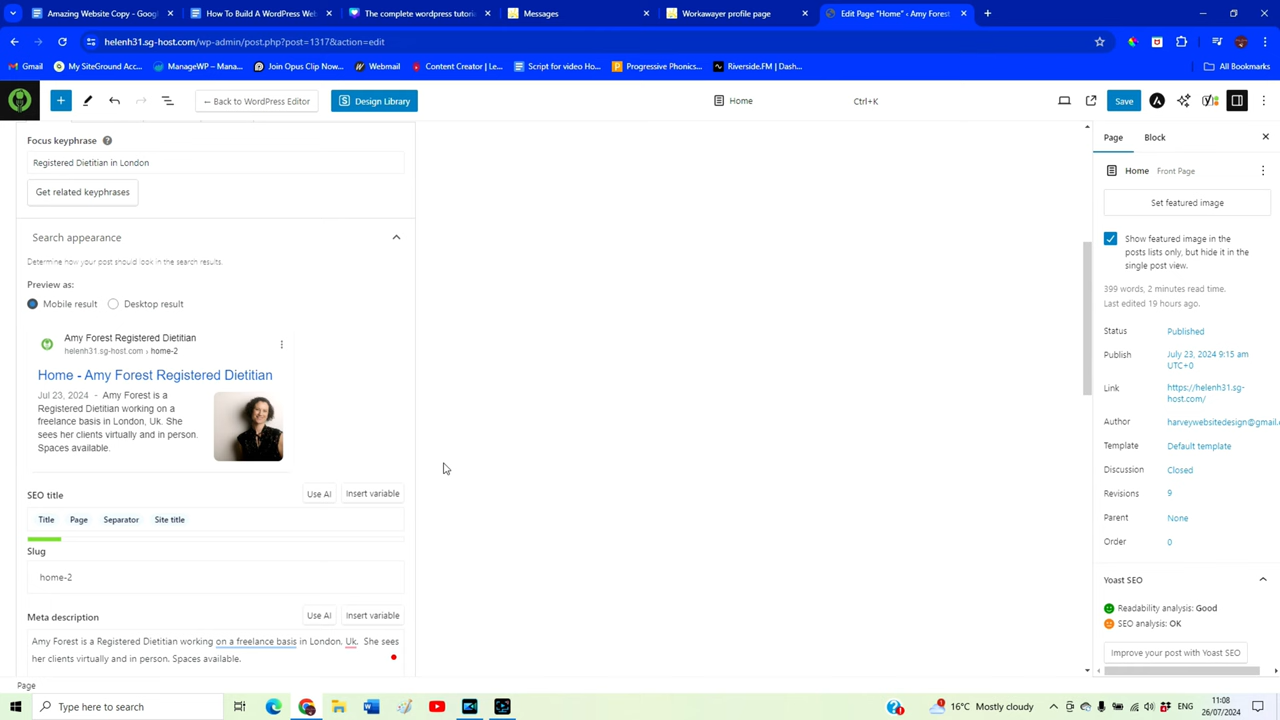 Amazing Website Copy - Goog
How To Build A WordPress Web
The complete wordpress tutori
Messages
Workawayer profile page
Edit Page "Home" ‹ Amy Forest
helenh31.sg-host.com/wp-admin/post.php?post=1317&action=edit
Gmail
My SiteGround Acc...
ManageWP – Mana...
Join Opus Clip Now...
Webmail
Content Creator | Le...
Script for video Ho...
Progressive Phonics...
Riverside.FM | Dash...
All Bookmarks
← Back to WordPress Editor
Design Library
Home
Ctrl+K
Save
Focus keyphrase
Registered Dietitian in London
Get related keyphrases
Search appearance
Determine how your post should look in the search results.
Preview as:
Mobile result
Desktop result
Amy Forest Registered Dietitian
helenh31.sg-host.com › home-2
Home - Amy Forest Registered Dietitian
Jul 23, 2024 - Amy Forest is a
Registered Dietitian working on a
freelance basis in London, Uk. She
sees her clients virtually and in person.
Spaces available.
SEO title
Use AI
Insert variable
Title Page Separator Site title
Slug
home-2
Meta description
Use AI
Insert variable
Amy Forest is a Registered Dietitian working on a freelance basis in London, Uk. She sees
her clients virtually and in person. Spaces available.
Page
Block
Home Front Page
Set featured image
Show featured image in the
posts lists only, but hide it in the
single post view.
399 words, 2 minutes read time.
Last edited 19 hours ago.
Status Published
Publish July 23, 2024 9:15 am
UTC+0
Link https://helenh31.sg-
host.com/
Author harveywebsitedesign@gmail.c
Template Default template
Discussion Closed
Revisions 9
Parent None
Order 0
Yoast SEO
Readability analysis: Good
SEO analysis: OK
Improve your post with Yoast SEO
Page
Type here to search
16°C Mostly cloudy
ENG
11:08
26/07/2024